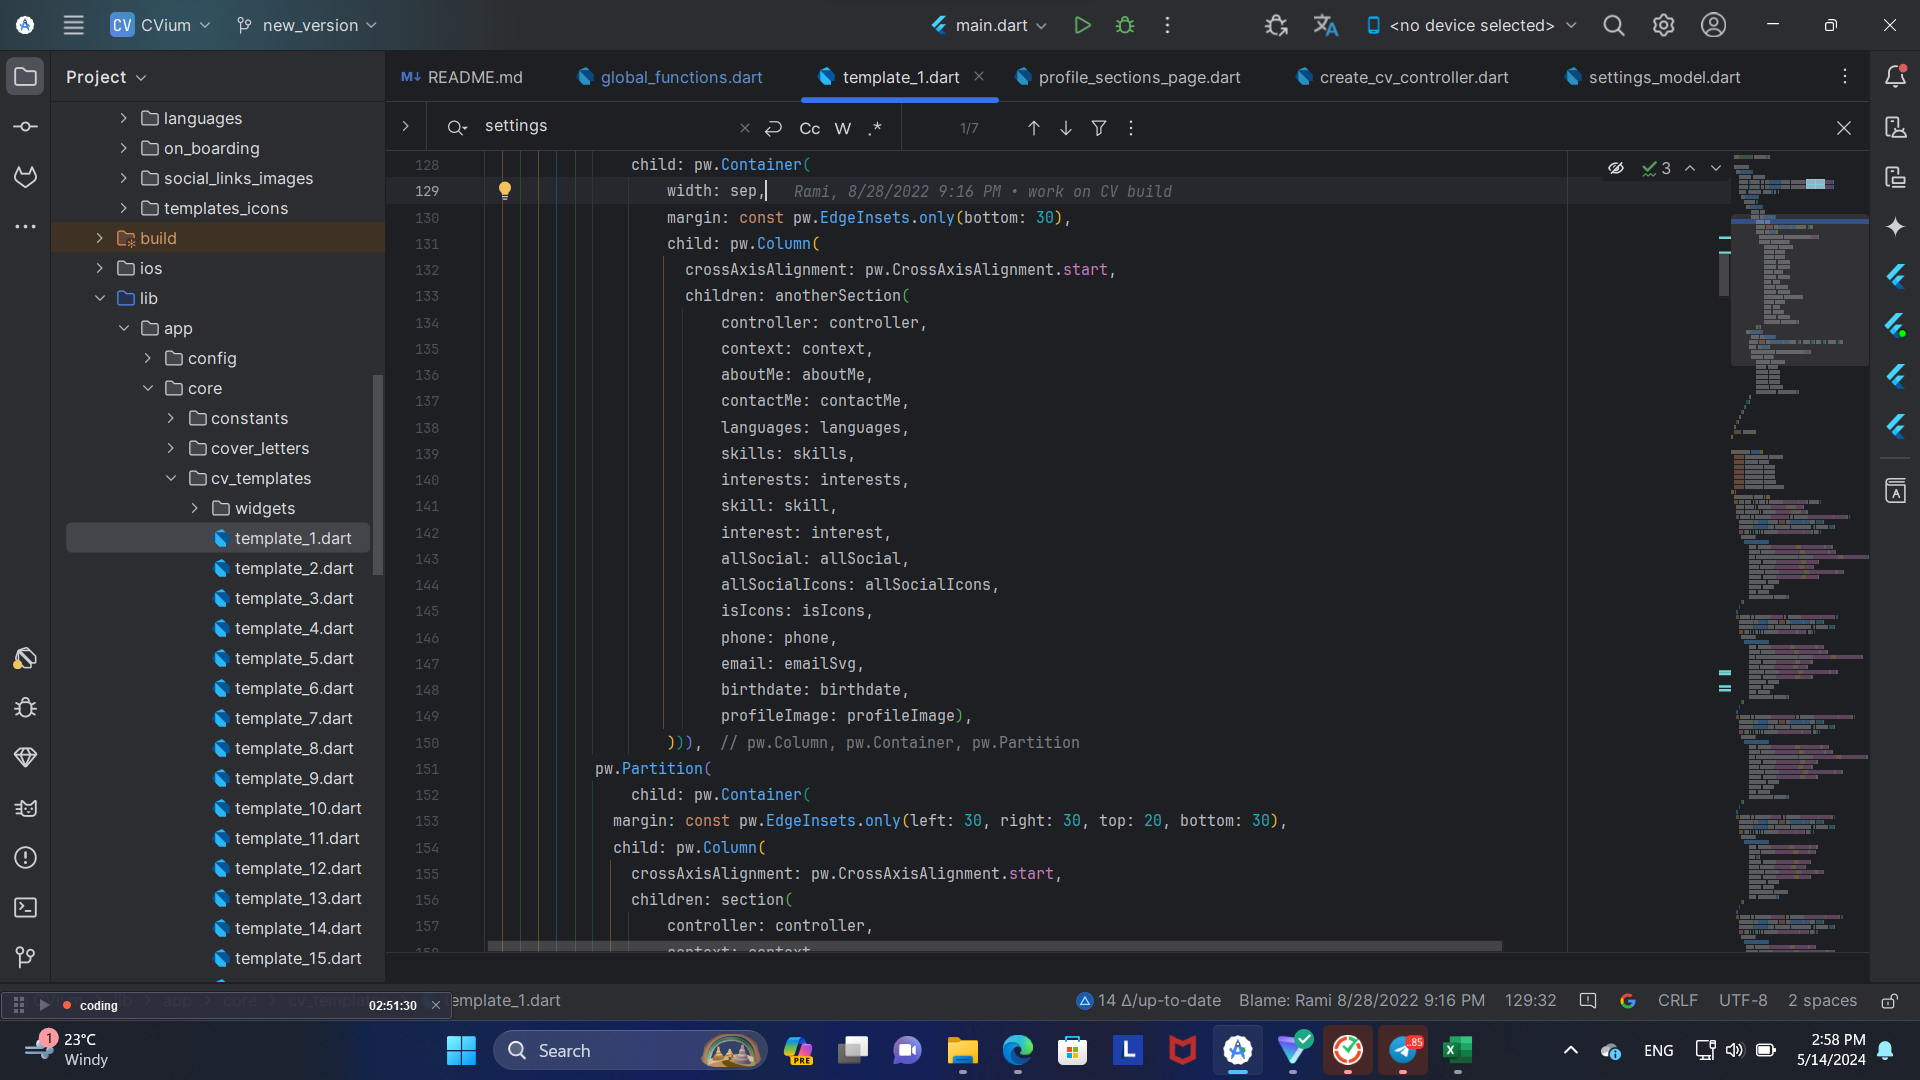 CV CVium new_version main.dart <no device selected>
Project
README.md global_functions.dart template_1.dart profile_sections_page.dart create_cv_controller.dart settings_model.dart
settings Cc W .* 1/7
languages
on_boarding
social_links_images
templates_icons
build
ios
lib
app
config
core
constants
cover_letters
cv_templates
widgets
template_1.dart
template_2.dart
template_3.dart
template_4.dart
template_5.dart
template_6.dart
template_7.dart
template_8.dart
template_9.dart
template_10.dart
template_11.dart
template_12.dart
template_13.dart
template_14.dart
template_15.dart
3
128 child: pw.Container(
129 width: sep, Rami, 8/28/2022 9:16 PM • work on CV build
130 margin: const pw.EdgeInsets.only(bottom: 30),
131 child: pw.Column(
132 crossAxisAlignment: pw.CrossAxisAlignment.start,
133 children: anotherSection(
134 controller: controller,
135 context: context,
136 aboutMe: aboutMe,
137 contactMe: contactMe,
138 languages: languages,
139 skills: skills,
140 interests: interests,
141 skill: skill,
142 interest: interest,
143 allSocial: allSocial,
144 allSocialIcons: allSocialIcons,
145 isIcons: isIcons,
146 phone: phone,
147 email: emailSvg,
148 birthdate: birthdate,
149 profileImage: profileImage),
150 ))), // pw.Column, pw.Container, pw.Partition
151 pw.Partition(
152 child: pw.Container(
153 margin: const pw.EdgeInsets.only(left: 30, right: 30, top: 20, bottom: 30),
154 child: pw.Column(
155 crossAxisAlignment: pw.CrossAxisAlignment.start,
156 children: section(
157 controller: controller,
158 context: context
coding 02:51:30 emplate_1.dart 14 Δ/up-to-date Blame: Rami 8/28/2022 9:16 PM 129:32 CRLF UTF-8 2 spaces
1 23°C
Windy
Search PRE L .85 ENG
2:58 PM
5/14/2024